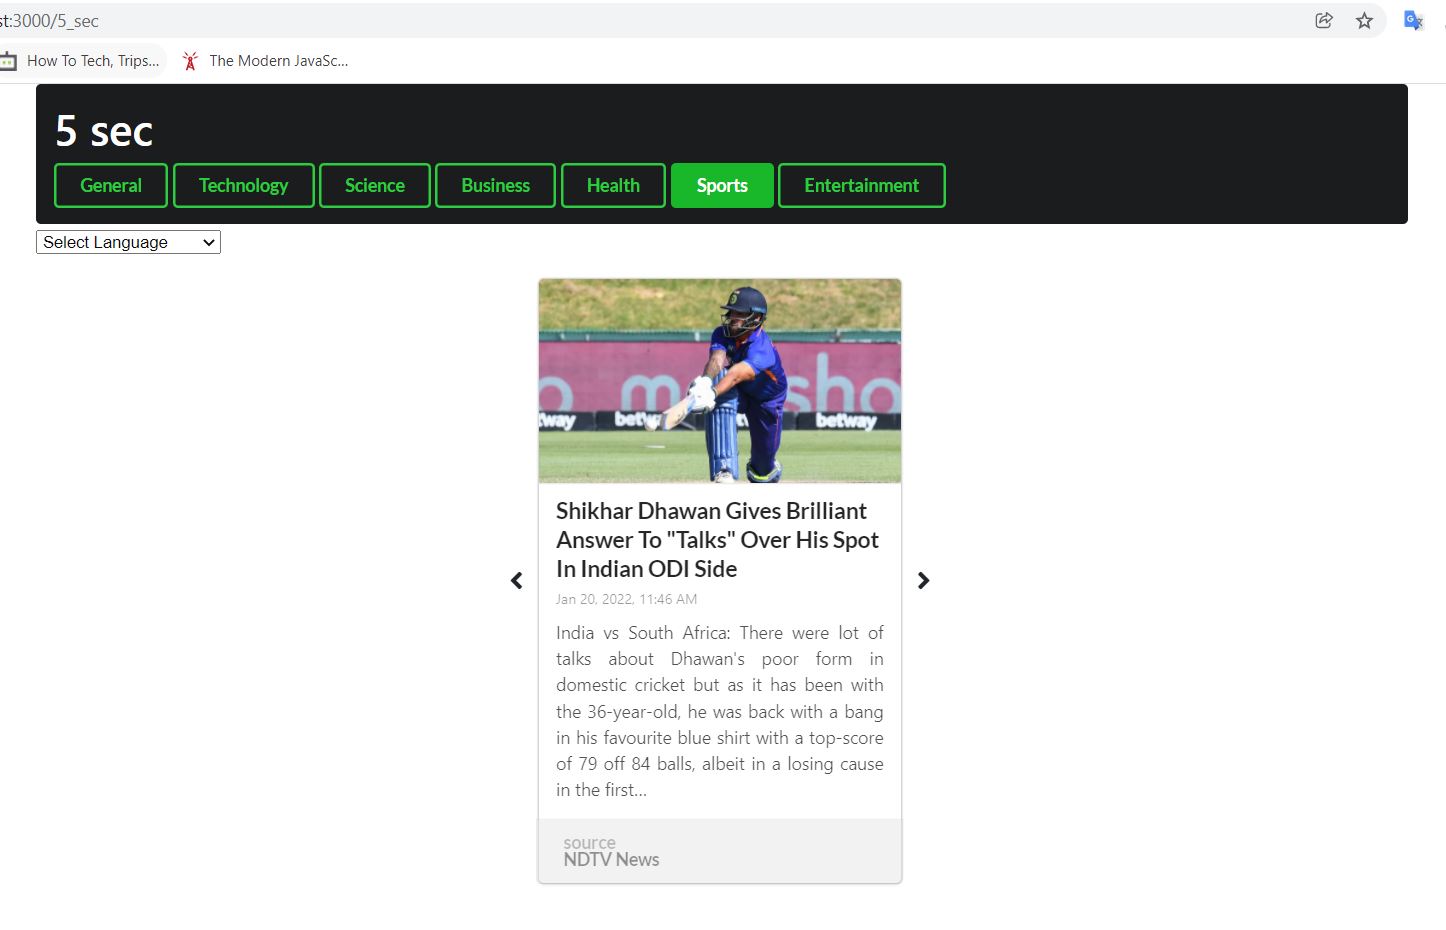 st:3000/5_sec
How To Tech, Trips...
The Modern JavaSc...
5 sec
General Technology Science Business Health Sports Entertainment
Select Language
betway
Shikhar Dhawan Gives Brilliant
Answer To "Talks" Over His Spot
In Indian ODI Side
Jan 20, 2022, 11:46 AM
India vs South Africa: There were lot of
talks about Dhawan's poor form in
domestic cricket but as it has been with
the 36-year-old, he was back with a bang
in his favourite blue shirt with a top-score
of 79 off 84 balls, albeit in a losing cause
in the first...
source
NDTV News